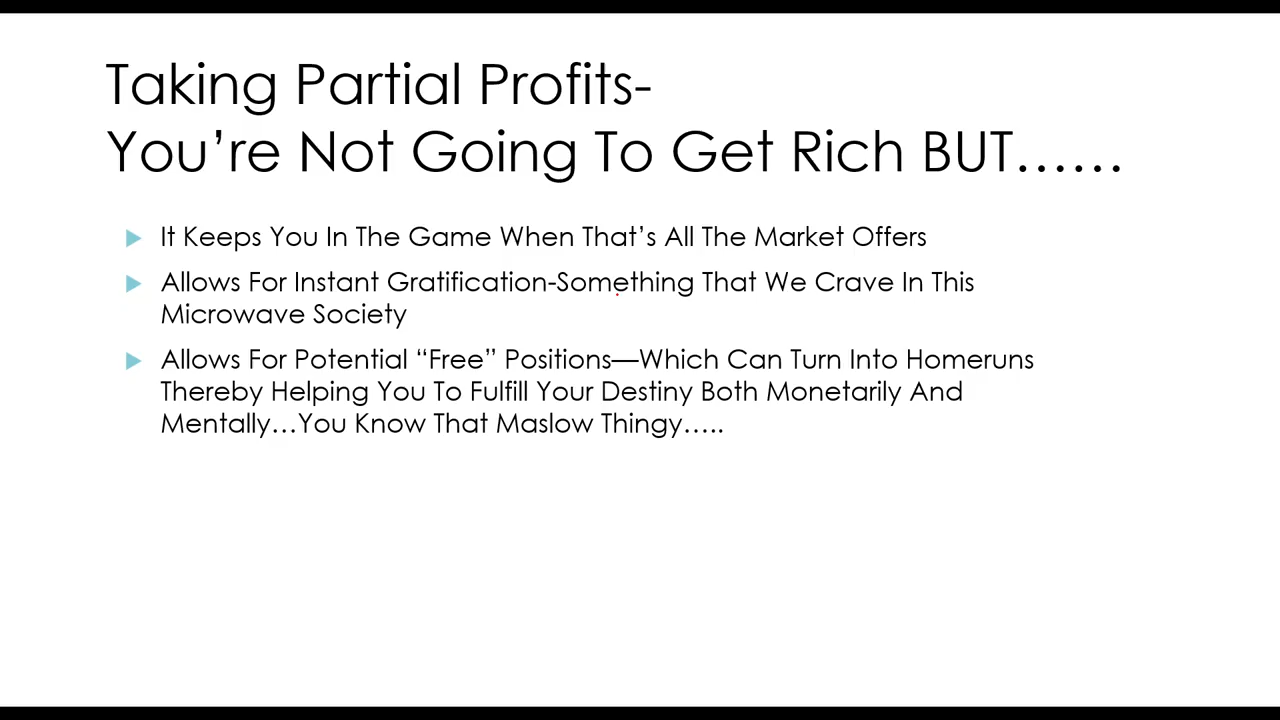 Taking Partial Profits-
You’re Not Going To Get Rich BUT……
It Keeps You In The Game When That’s All The Market Offers
Allows For Instant Gratification-Something That We Crave In This
Microwave Society
Allows For Potential “Free” Positions—Which Can Turn Into Homeruns
Thereby Helping You To Fulfill Your Destiny Both Monetarily And
Mentally…You Know That Maslow Thingy…..